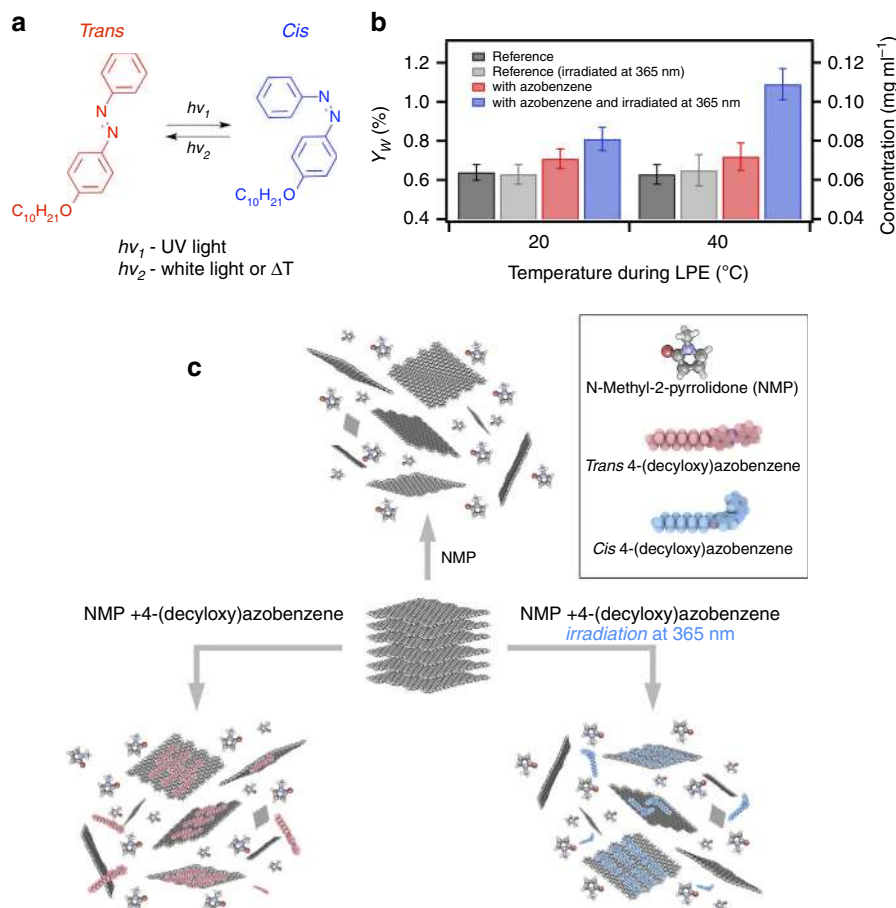 a
Trans
Cis
N
N
N
N
hν₁
hν₂
C₁₀H₂₁O
C₁₀H₂₁O
hν₁ - UV light
hν₂ - white light or ΔT
b
Reference
Reference (irradiated at 365 nm)
with azobenzene
with azobenzene and irradiated at 365 nm
1.2
1.0
0.8
0.6
0.4
Y_W (%)
0.12
0.10
0.08
0.06
0.04
Concentration (mg ml⁻¹)
20
40
Temperature during LPE (°C)
c
N-Methyl-2-pyrrolidone (NMP)
Trans 4-(decyloxy)azobenzene
Cis 4-(decyloxy)azobenzene
NMP
NMP +4-(decyloxy)azobenzene
NMP +4-(decyloxy)azobenzene
irradiation at 365 nm